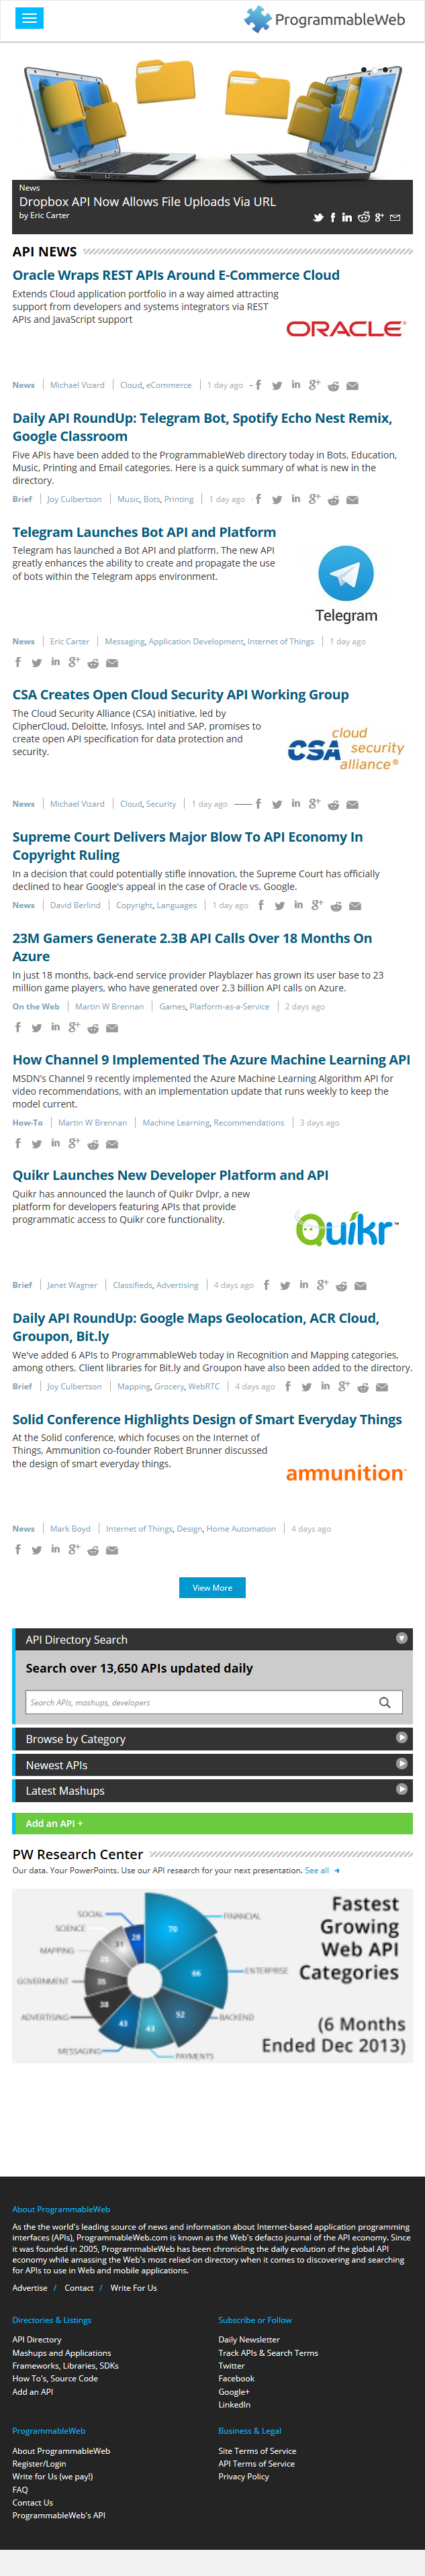 ProgrammableWeb
News
Dropbox API Now Allows File Uploads Via URL
by Eric Carter
API NEWS
Oracle Wraps REST APIs Around E-Commerce Cloud
Extends Cloud application portfolio in a way aimed attracting
support from developers and systems integrators via REST
APIs and JavaScript support
ORACLE
News Michael Vizard Cloud, eCommerce 1 day ago
Daily API RoundUp: Telegram Bot, Spotify Echo Nest Remix,
Google Classroom
Five APIs have been added to the ProgrammableWeb directory today in Bots, Education,
Music, Printing and Email categories. Here is a quick summary of what is new in the
directory.
Brief Joy Culbertson Music, Bots, Printing 1 day ago
Telegram Launches Bot API and Platform
Telegram has launched a Bot API and platform. The new API
greatly enhances the ability to create and propagate the use
of bots within the Telegram apps environment.
Telegram
News Eric Carter Messaging, Application Development, Internet of Things 1 day ago
CSA Creates Open Cloud Security API Working Group
The Cloud Security Alliance (CSA) initiative, led by
CipherCloud, Deloitte, Infosys, Intel and SAP, promises to
create open API specification for data protection and
security.
CSA cloud security alliance®
News Michael Vizard Cloud, Security 1 day ago
Supreme Court Delivers Major Blow To API Economy In
Copyright Ruling
In a decision that could potentially stifle innovation, the Supreme Court has officially
declined to hear Google's appeal in the case of Oracle vs. Google.
News David Berlind Copyright, Languages 1 day ago
23M Gamers Generate 2.3B API Calls Over 18 Months On
Azure
In just 18 months, back-end service provider Playblazer has grown its user base to 23
million game players, who have generated over 2.3 billion API calls on Azure.
On the Web Martin W Brennan Games, Platform-as-a-Service 2 days ago
How Channel 9 Implemented The Azure Machine Learning API
MSDN's Channel 9 recently implemented the Azure Machine Learning Algorithm API for
video recommendations, with an implementation update that runs weekly to keep the
model current.
How-To Martin W Brennan Machine Learning, Recommendations 3 days ago
Quikr Launches New Developer Platform and API
Quikr has announced the launch of Quikr Dvlpr, a new
platform for developers featuring APIs that provide
programmatic access to Quikr core functionality.
Quikr™
Brief Janet Wagner Classifieds, Advertising 4 days ago
Daily API RoundUp: Google Maps Geolocation, ACR Cloud,
Groupon, Bit.ly
We've added 6 APIs to ProgrammableWeb today in Recognition and Mapping categories,
among others. Client libraries for Bit.ly and Groupon have also been added to the directory.
Brief Joy Culbertson Mapping, Grocery, WebRTC 4 days ago
Solid Conference Highlights Design of Smart Everyday Things
At the Solid conference, which focuses on the Internet of
Things, Ammunition co-founder Robert Brunner discussed
the design of smart everyday things.
ammunition
News Mark Boyd Internet of Things, Design, Home Automation 4 days ago
View More
API Directory Search
Search over 13,650 APIs updated daily
Search APIs, mashups, developers
Browse by Category
Newest APIs
Latest Mashups
Add an API +
PW Research Center
Our data. Your PowerPoints. Use our API research for your next presentation. See all
Fastest
Growing
Web API
Categories
(6 Months
Ended Dec 2013)
SOCIAL 28
SCIENCE 31
MAPPING 35
GOVERNMENT 35
ADVERTISING 38
MESSAGING 43
PAYMENTS 43
BACKEND 52
ENTERPRISE 66
FINANCIAL 70
About ProgrammableWeb
As the the world's leading source of news and information about Internet-based application programming
interfaces (APIs), ProgrammableWeb.com is known as the Web's defacto journal of the API economy. Since
it was founded in 2005, ProgrammableWeb has been chronicling the daily evolution of the global API
economy while amassing the Web's most relied-on directory when it comes to discovering and searching
for APIs to use in Web and mobile applications.
Advertise / Contact / Write For Us
Directories & Listings
API Directory
Mashups and Applications
Frameworks, Libraries, SDKs
How To's, Source Code
Add an API
Subscribe or Follow
Daily Newsletter
Track APIs & Search Terms
Twitter
Facebook
Google+
LinkedIn
ProgrammableWeb
About ProgrammableWeb
Register/Login
Write for Us (we pay!)
FAQ
Contact Us
ProgrammableWeb's API
Business & Legal
Site Terms of Service
API Terms of Service
Privacy Policy